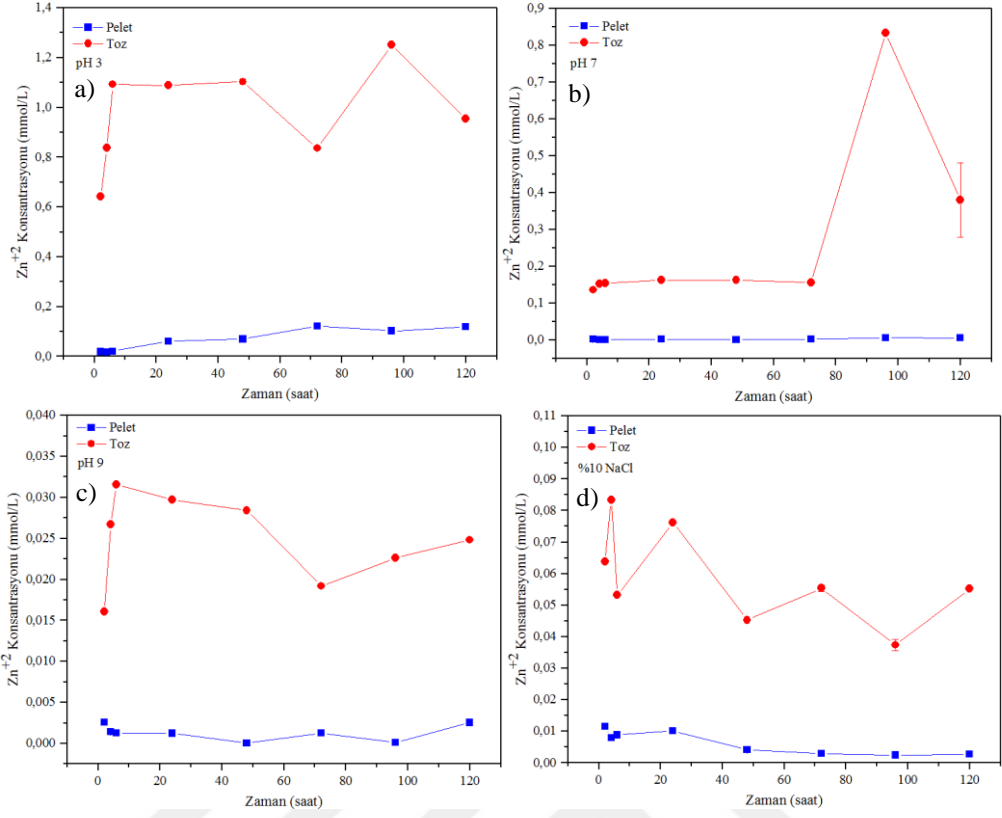 Pelet
Toz
pH 3
a)
Zn+2 Konsantrasyonu (mmol/L)
1,4
1,2
1,0
0,8
0,6
0,4
0,2
0,0
0
20
40
60
80
100
120
Zaman (saat)
Pelet
Toz
pH 7
b)
Zn+2 Konsantrasyonu (mmol/L)
0,9
0,8
0,7
0,6
0,5
0,4
0,3
0,2
0,1
0,0
0
20
40
60
80
100
120
Zaman (saat)
Pelet
Toz
pH 9
c)
Zn+2 Konsantrasyonu (mmol/L)
0,040
0,035
0,030
0,025
0,020
0,015
0,010
0,005
0,000
0
20
40
60
80
100
120
Zaman (saat)
Pelet
Toz
%10 NaCl
d)
Zn+2 Konsantrasyonu (mmol/L)
0,11
0,10
0,09
0,08
0,07
0,06
0,05
0,04
0,03
0,02
0,01
0,00
0
20
40
60
80
100
120
Zaman (saat)